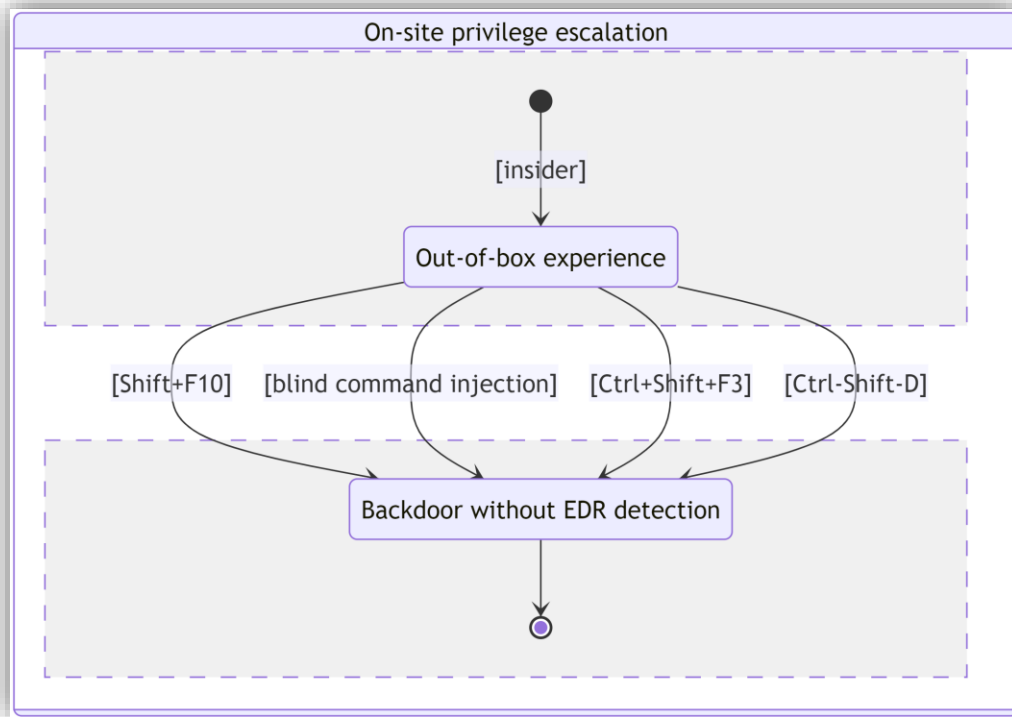 On-site privilege escalation
[insider]
Out-of-box experience
[Shift+F10]
[blind command injection]
[Ctrl+Shift+F3]
[Ctrl-Shift-D]
Backdoor without EDR detection